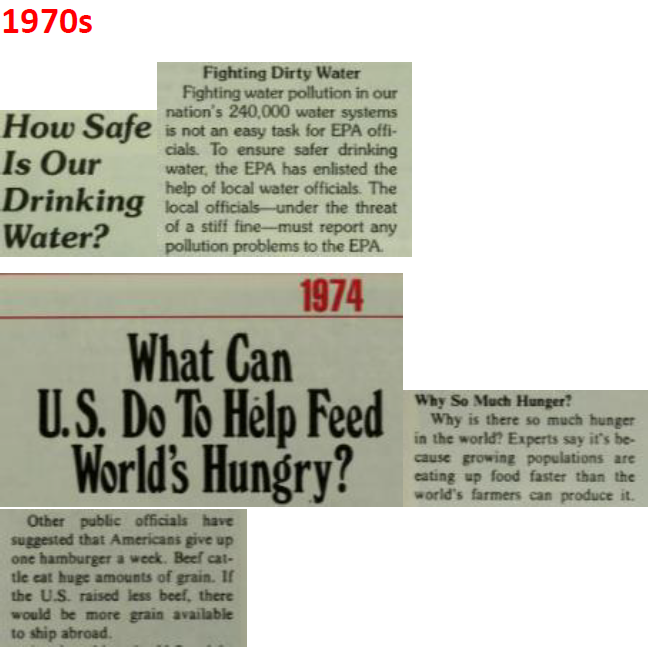 1970s
How Safe
Is Our
Drinking
Water?
Fighting Dirty Water
Fighting water pollution in our
nation's 240,000 water systems
is not an easy task for EPA offi-
cials. To ensure safer drinking
water, the EPA has enlisted the
help of local water officials. The
local officials—under the threat
of a stiff fine—must report any
pollution problems to the EPA.
1974
What Can
U.S. Do To Help Feed
World's Hungry?
Why So Much Hunger?
Why is there so much hunger
in the world? Experts say it's be-
cause growing populations are
eating up food faster than the
world's farmers can produce it.
Other public officials have
suggested that Americans give up
one hamburger a week. Beef cat-
tle eat huge amounts of grain. If
the U.S. raised less beef, there
would be more grain available
to ship abroad.